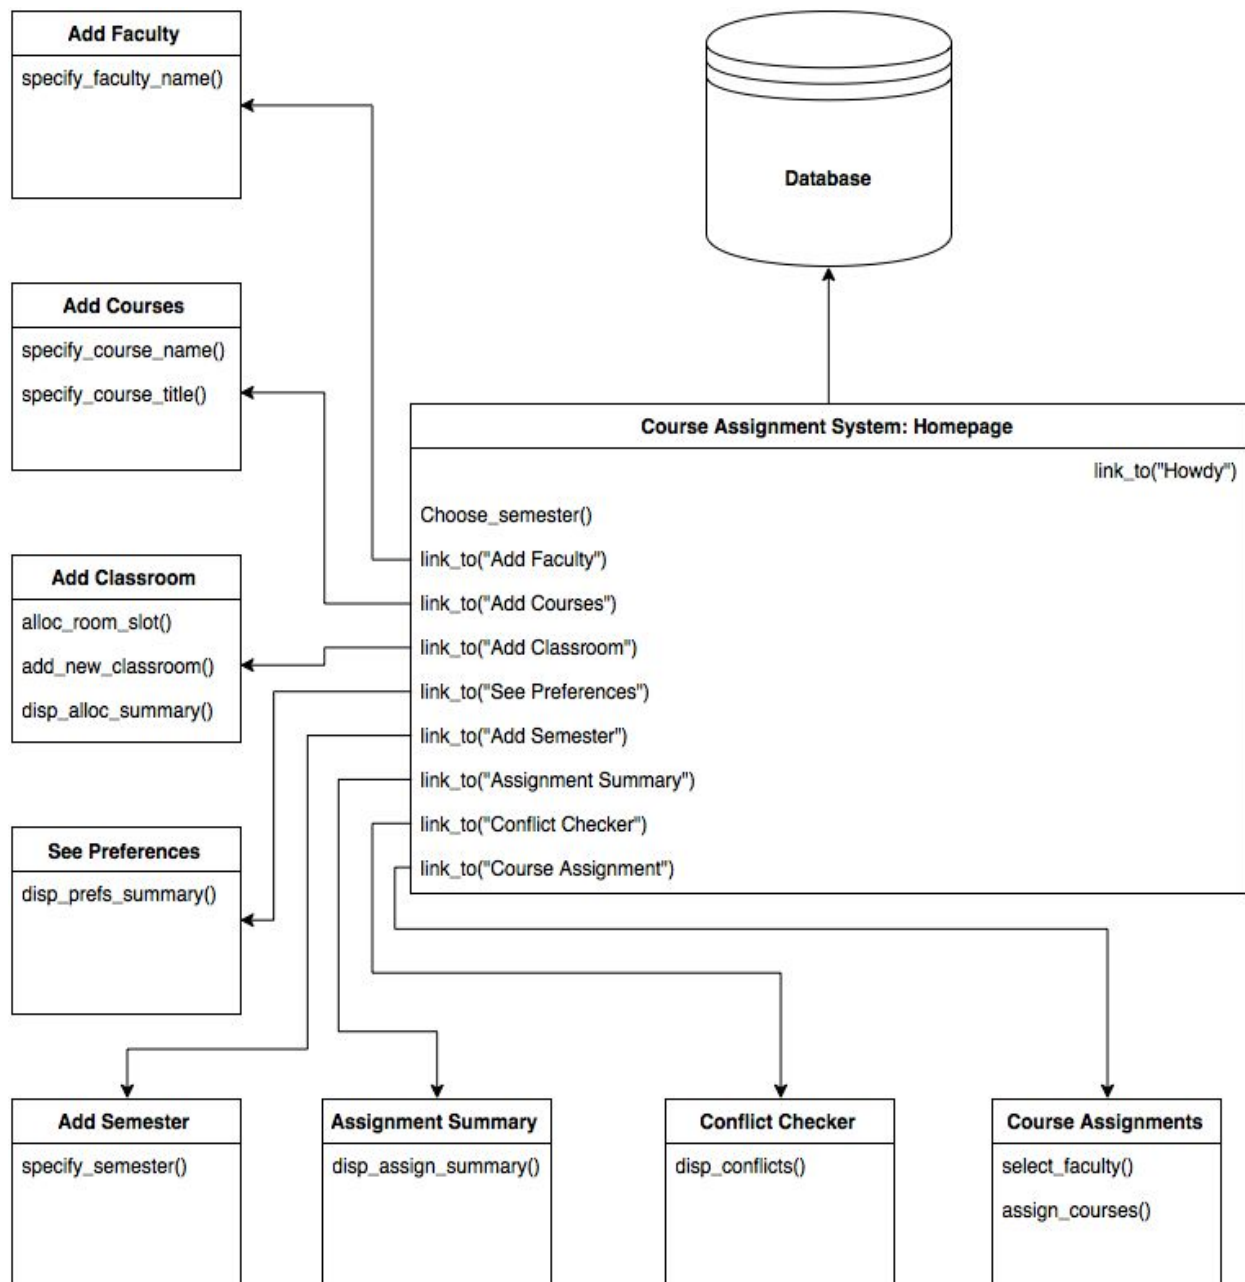 Add Faculty
specify_faculty_name()
Database
Add Courses
specify_course_name()
specify_course_title()
Course Assignment System: Homepage
link_to("Howdy")
Choose_semester()
link_to("Add Faculty")
link_to("Add Courses")
link_to("Add Classroom")
link_to("See Preferences")
link_to("Add Semester")
link_to("Assignment Summary")
link_to("Conflict Checker")
link_to("Course Assignment")
Add Classroom
alloc_room_slot()
add_new_classroom()
disp_alloc_summary()
See Preferences
disp_prefs_summary()
Add Semester
specify_semester()
Assignment Summary
disp_assign_summary()
Conflict Checker
disp_conflicts()
Course Assignments
select_faculty()
assign_courses()